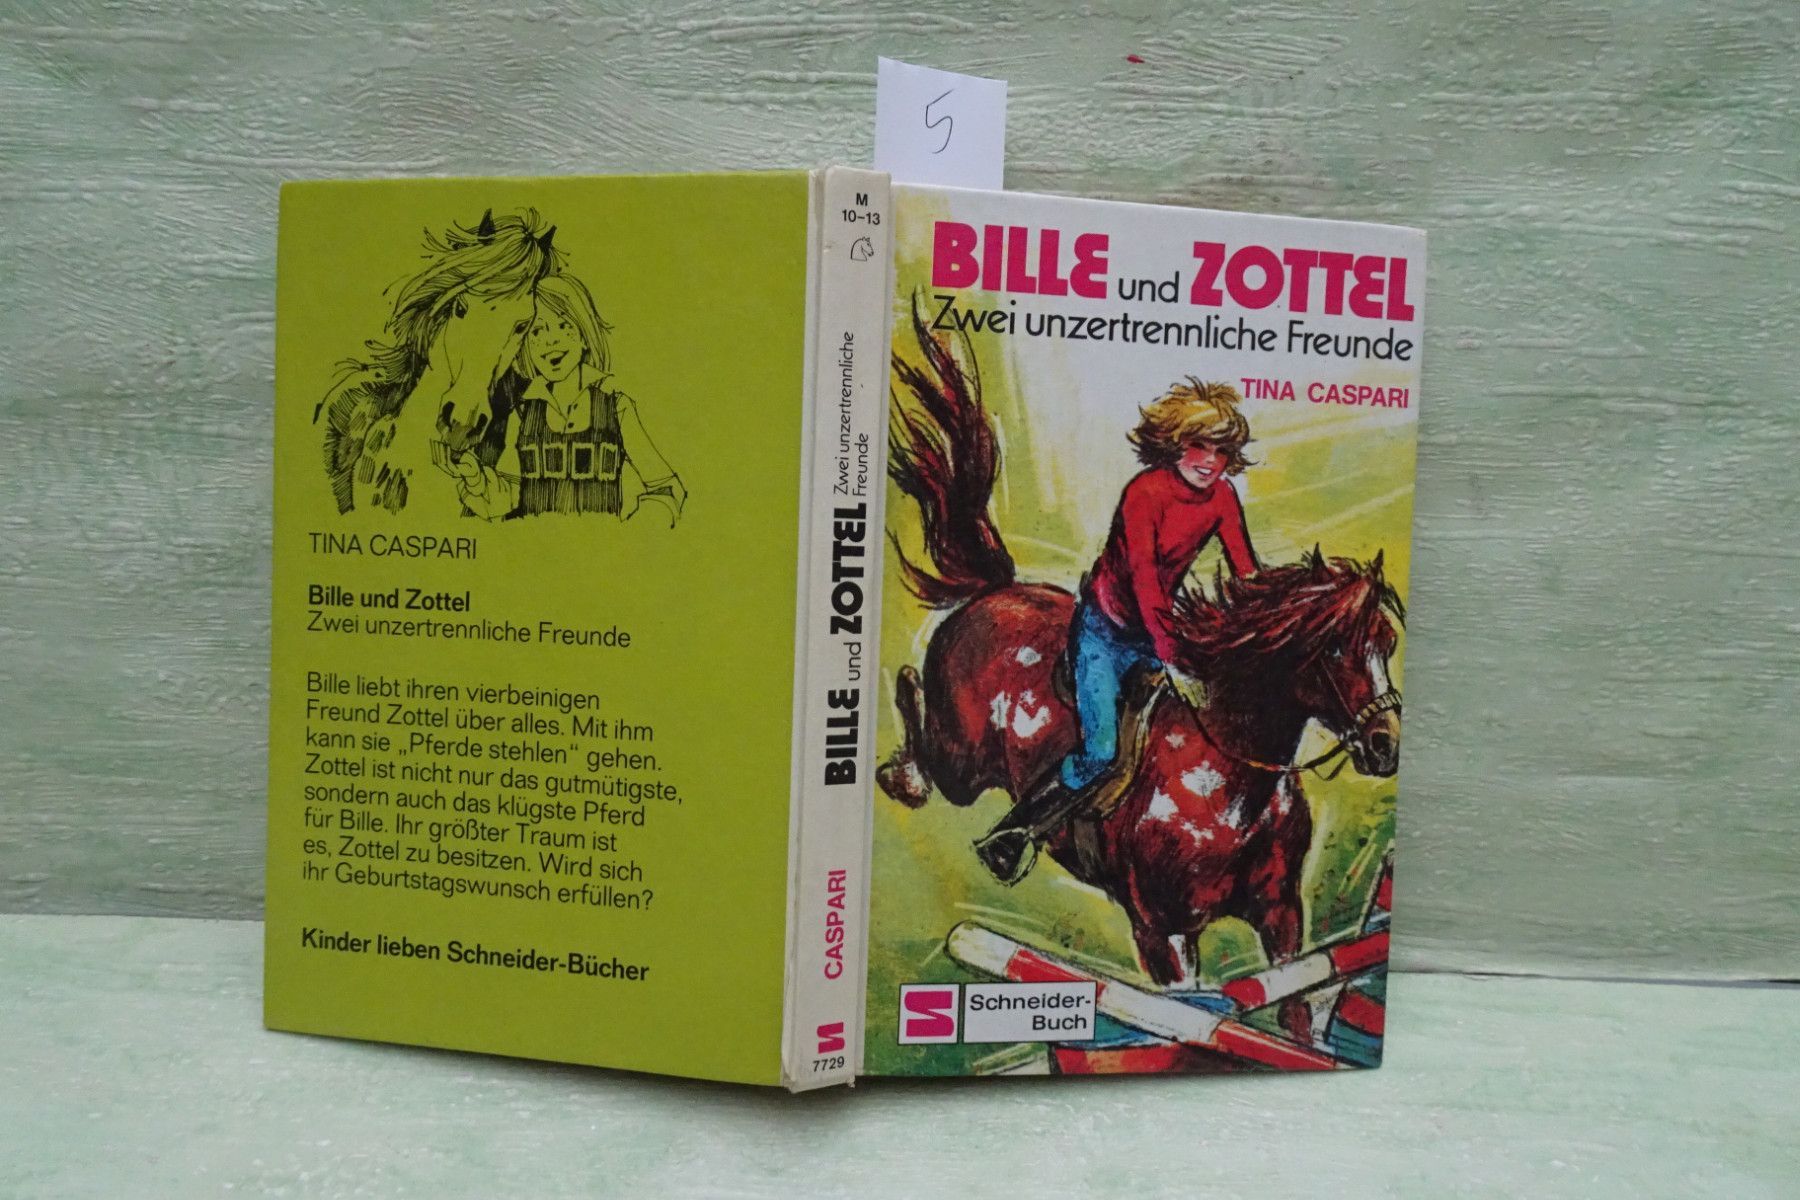 5
TINA CASPARI
Bille und Zottel
Zwei unzertrennliche Freunde
Bille liebt ihren vierbeinigen
Freund Zottel über alles. Mit ihm
kann sie „Pferde stehlen“ gehen.
Zottel ist nicht nur das gutmütigste,
sondern auch das klügste Pferd
für Bille. Ihr größter Traum ist
es, Zottel zu besitzen. Wird sich
ihr Geburtstagswunsch erfüllen?
Kinder lieben Schneider-Bücher
M
10–13
BILLE und ZOTTEL Zwei unzertrennliche
Freunde
CASPARI
7729
BILLE und ZOTTEL
Zwei unzertrennliche Freunde
TINA CASPARI
Schneider-
Buch